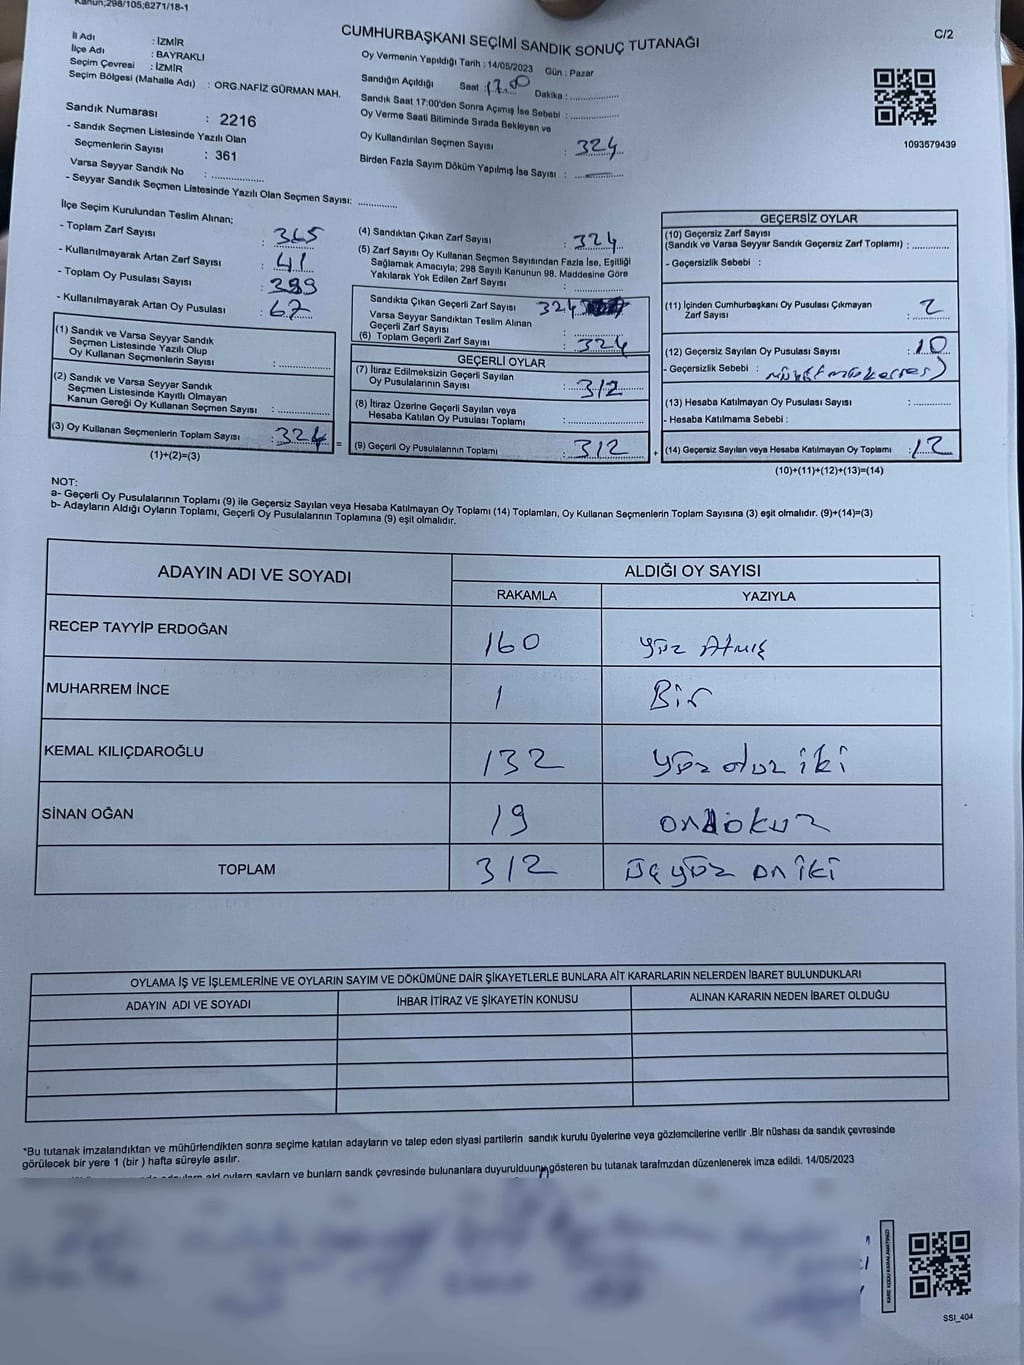 Kanun;298/105;6271/18-1
C/2
CUMHURBAŞKANI SEÇİMİ SANDIK SONUÇ TUTANAĞI
İl Adı : İZMİR
İlçe Adı : BAYRAKLI
Seçim Çevresi : İZMİR
Seçim Bölgesi (Mahalle Adı) : ORG.NAFİZ GÜRMAN MAH.
Sandık Numarası : 2216
- Sandık Seçmen Listesinde Yazılı Olan
Seçmenlerin Sayısı : 361
Varsa Seyyar Sandık No : ..............
- Seyyar Sandık Seçmen Listesinde Yazılı Olan Seçmen Sayısı: ............
Oy Vermenin Yapıldığı Tarih : 14/05/2023 Gün : Pazar
Sandığın Açıldığı Saat 17.00 Dakika : ..............
Sandık Saat 17:00'den Sonra Açımış İse Sebebi : ..............
Oy Verme Saati Bitiminde Sırada Bekleyen ve
Oy Kullandırılan Seçmen Sayısı : 324
Birden Fazla Sayım Döküm Yapılmış İse Sayısı : —
1093579439
İlçe Seçim Kurulundan Teslim Alınan:
- Toplam Zarf Sayısı : 365
- Kullanılmayarak Artan Zarf Sayısı : 41
- Toplam Oy Pusulası Sayısı : 399
- Kullanılmayarak Artan Oy Pusulası : 67
(1) Sandık ve Varsa Seyyar Sandık
Seçmen Listesinde Yazılı Olup
Oy Kullanan Seçmenlerin Sayısı : ..............
(2) Sandık ve Varsa Seyyar Sandık
Seçmen Listesinde Kayıtlı Olmayan
Kanun Gereği Oy Kullanan Seçmen Sayısı : ..............
(3) Oy Kullanan Seçmenlerin Toplam Sayısı : 324 =
(1)+(2)=(3)
(4) Sandıktan Çıkan Zarf Sayısı : 324
(5) Zarf Sayısı Oy Kullanan Seçmen Sayısından Fazla İse, Eşitliği
Sağlamak Amacıyla; 298 Sayılı Kanunun 98. Maddesine Göre
Yakılarak Yok Edilen Zarf Sayısı : ..............
Sandıkta Çıkan Geçerli Zarf Sayısı 324
Varsa Seyyar Sandıktan Teslim Alınan
Geçerli Zarf Sayısı : ..............
(6) Toplam Geçerli Zarf Sayısı : 324
GEÇERLİ OYLAR
(7) İtiraz Edilmeksizin Geçerli Sayılan
Oy Pusulalarının Sayısı : 312
(8) İtiraz Üzerine Geçerli Sayılan veya
Hesaba Katılan Oy Pusulası Toplamı : ..............
(9) Geçerli Oy Pusulalarının Toplamı : 312 +
GEÇERSİZ OYLAR
(10) Geçersiz Zarf Sayısı
(Sandık ve Varsa Seyyar Sandık Geçersiz Zarf Toplamı) : ............
- Geçersizlik Sebebi :
(11) İçinden Cumhurbaşkanı Oy Pusulası Çıkmayan
Zarf Sayısı : 2
(12) Geçersiz Sayılan Oy Pusulası Sayısı : 10
- Geçersizlik Sebebi :
(13) Hesaba Katılmayan Oy Pusulası Sayısı : ............
- Hesaba Katılmama Sebebi :
(14) Geçersiz Sayılan veya Hesaba Katılmayan Oy Toplamı : 12
(10)+(11)+(12)+(13)=(14)
NOT:
a- Geçerli Oy Pusulalarının Toplamı (9) ile Geçersiz Sayılan veya Hesaba Katılmayan Oy Toplamı (14) Toplamları, Oy Kullanan Seçmenlerin Toplam Sayısına (3) eşit olmalıdır. (9)+(14)=(3)
b- Adayların Aldığı Oyların Toplamı, Geçerli Oy Pusulalarının Toplamına (9) eşit olmalıdır.
ADAYIN ADI VE SOYADI ALDIĞI OY SAYISI
RAKAMLA YAZIYLA
RECEP TAYYİP ERDOĞAN 160 yüz Atmış
MUHARREM İNCE 1 Bir
KEMAL KILIÇDAROĞLU 132 yüz otuz iki
SİNAN OĞAN 19 ondokuz
TOPLAM 312 üçyüz on iki
OYLAMA İŞ VE İŞLEMLERİNE VE OYLARIN SAYIM VE DÖKÜMÜNE DAİR ŞİKAYETLERLE BUNLARA AİT KARARLARIN NELERDEN İBARET BULUNDUKLARI
ADAYIN ADI VE SOYADI İHBAR İTİRAZ VE ŞİKAYETİN KONUSU ALINAN KARARIN NEDEN İBARET OLDUĞU
*Bu tutanak imzalandıktan ve mühürlendikten sonra seçime katılan adayların ve talep eden siyasi partilerin sandık kurulu üyelerine veya gözlemcilerine verilir .Bir nüshası da sandık çevresinde
görülecek bir yere 1 (bir ) hafta süreyle asılır.
sayların ve bunların sandk çevresinde bulunanlara duyurulduunu gösteren bu tutanak tarafmzdan düzenlenerek imza edildi. 14/05/2023
KARE KODU KARALAMAYINIZ
SSI_404